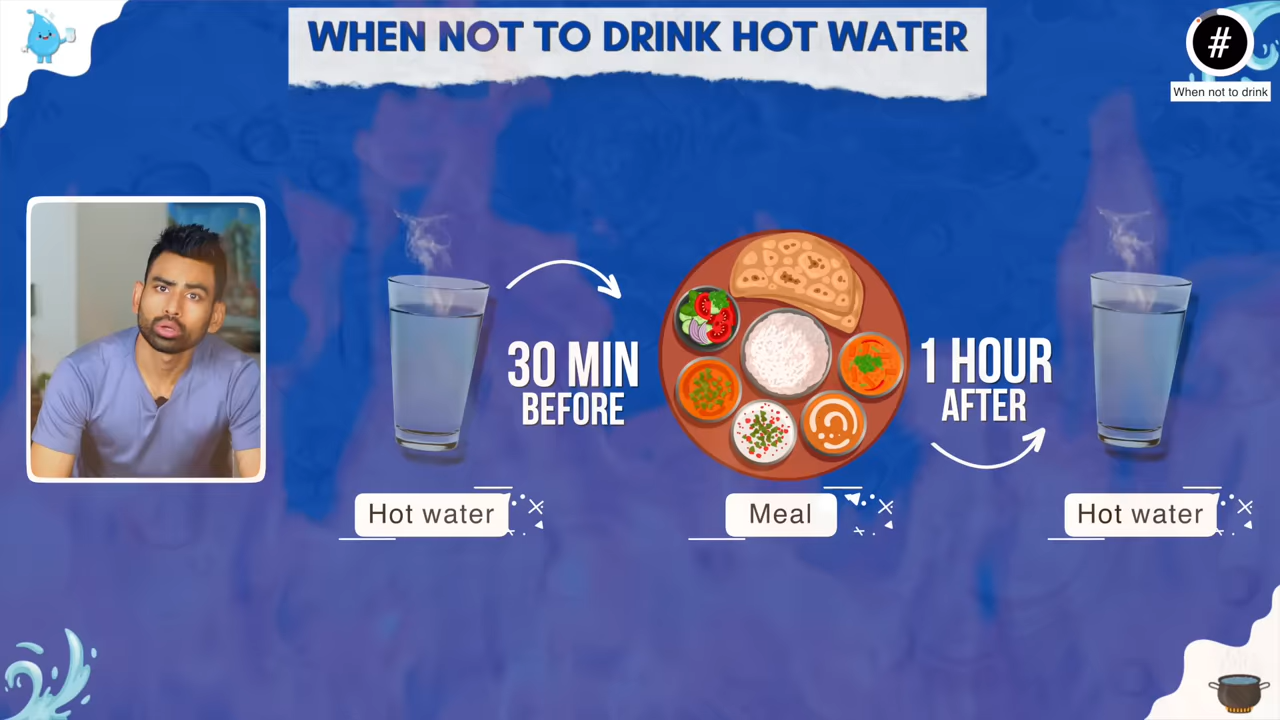 WHEN NOT TO DRINK HOT WATER
#
When not to drink
30 MIN
BEFORE
1 HOUR
AFTER
Hot water
Meal
Hot water